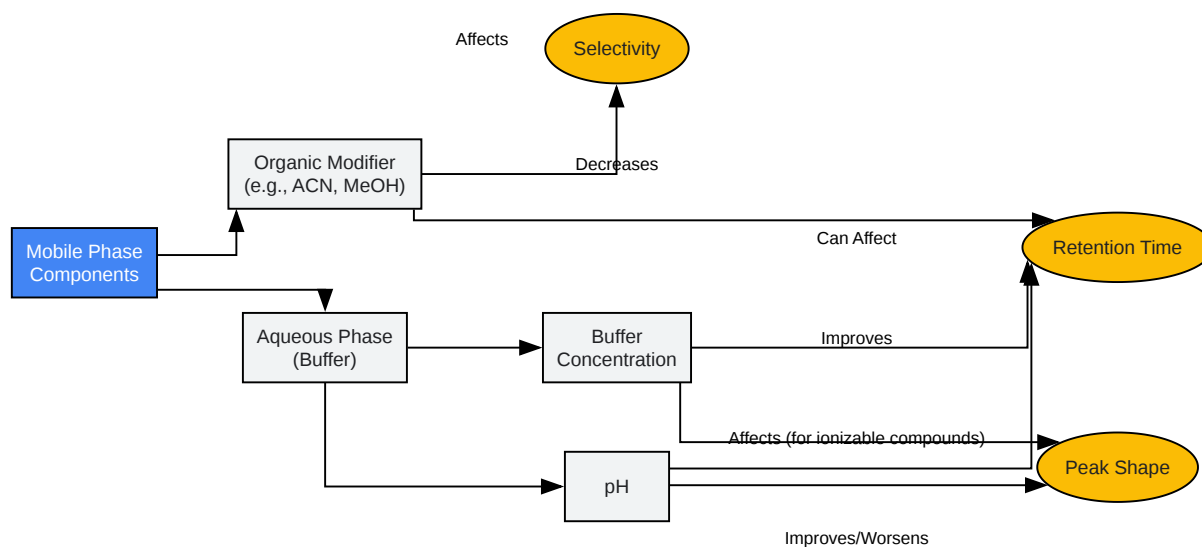 Affects
Selectivity
Organic Modifier
(e.g., ACN, MeOH)
Decreases
Can Affect
Retention Time
Mobile Phase
Components
Aqueous Phase
(Buffer)
Buffer
Concentration
Improves
Affects (for ionizable compounds)
Peak Shape
pH
Improves/Worsens